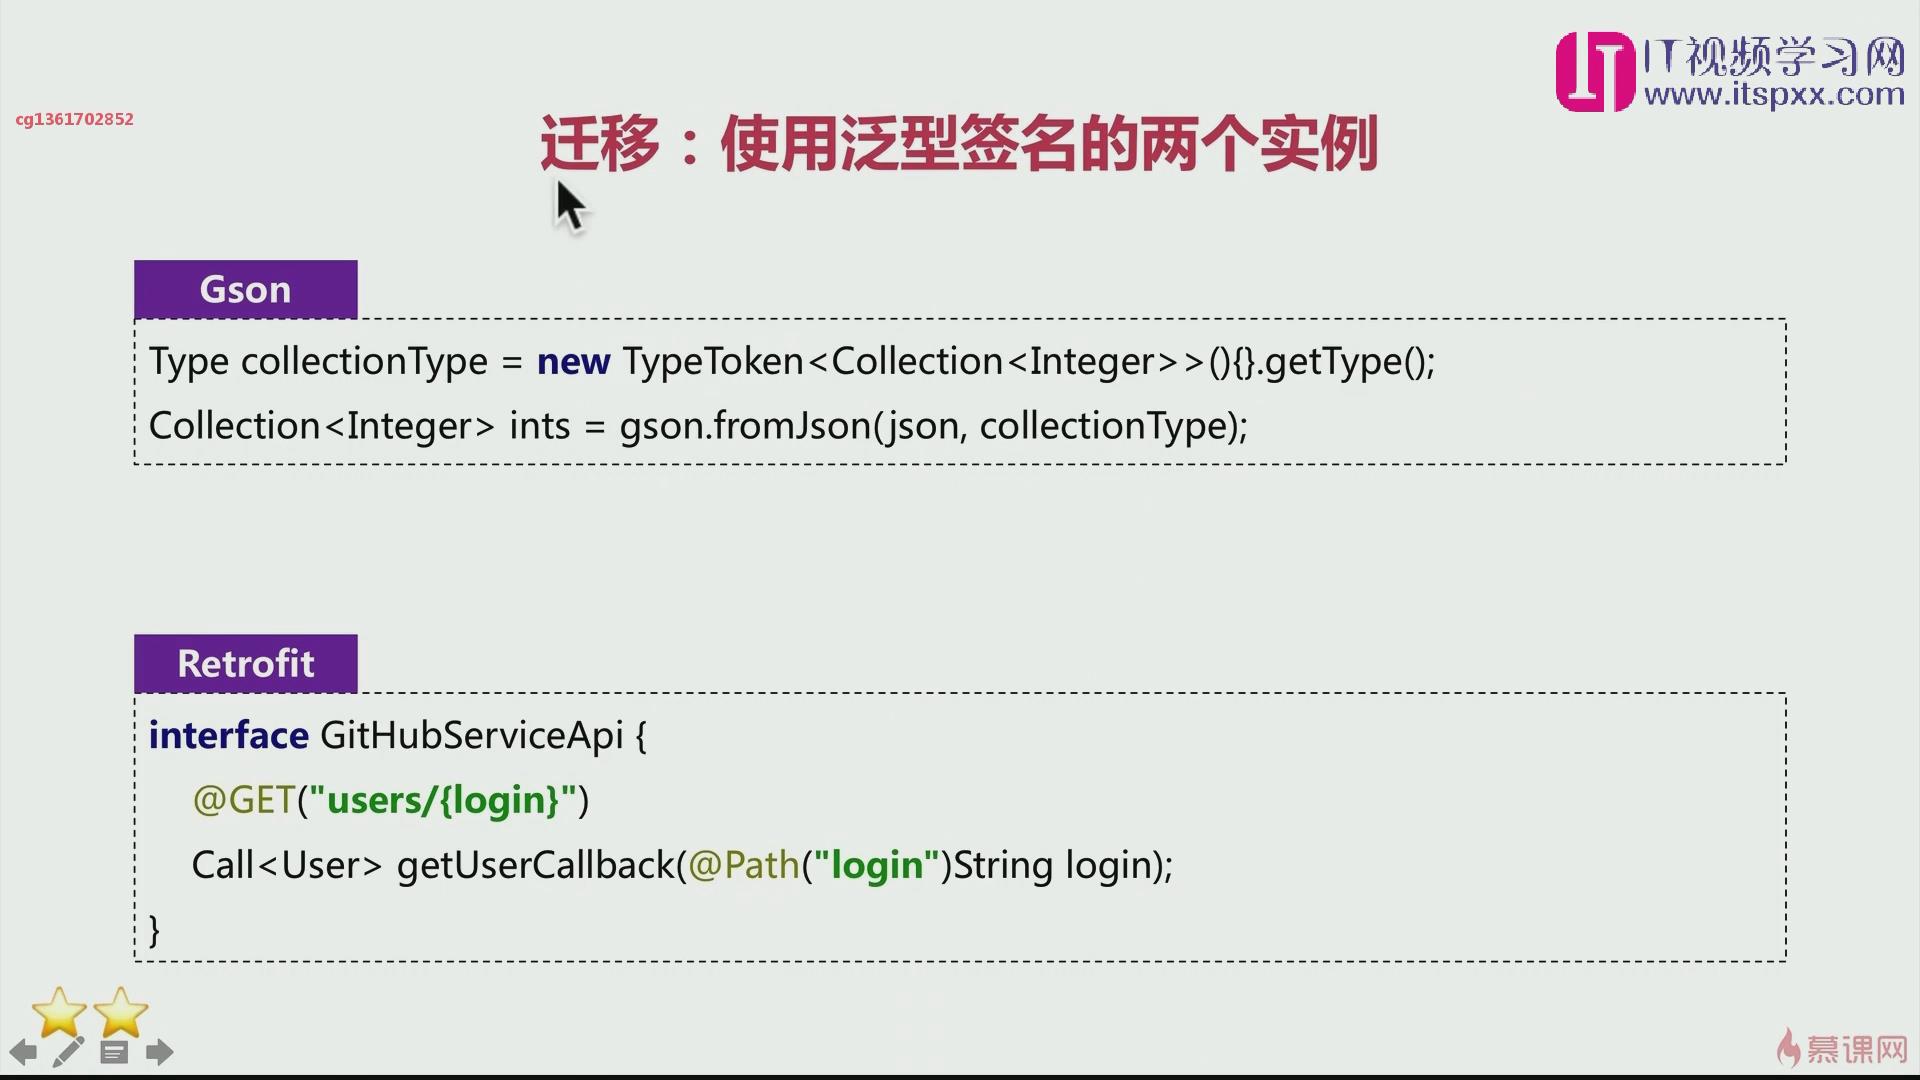 IT视频学习网
www.itspxx.com
cg1361702852
迁移：使用泛型签名的两个实例
Gson
Type collectionType = new TypeToken<Collection<Integer>>(){}.getType();
Collection<Integer> ints = gson.fromJson(json, collectionType);
Retrofit
interface GitHubServiceApi {
@GET("users/{login}")
Call<User> getUserCallback(@Path("login")String login);
}
慕课网